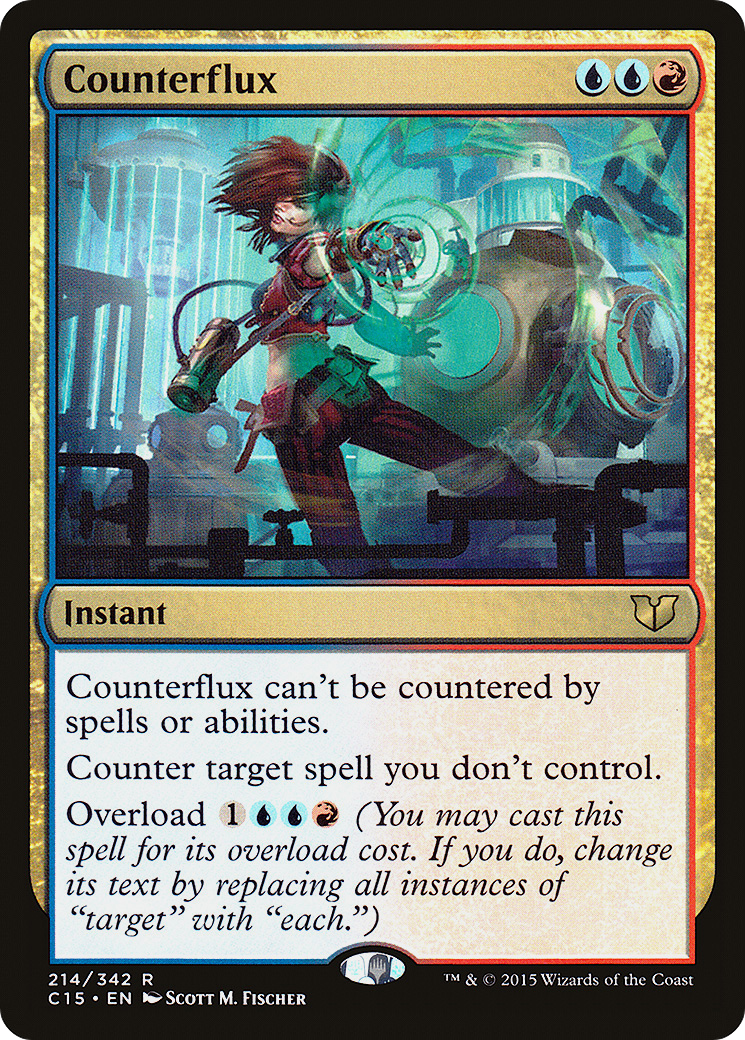 Counterflux
Instant
Counterflux can't be countered by
spells or abilities.
Counter target spell you don't control.
Overload 1 (You may cast this
spell for its overload cost. If you do, change
its text by replacing all instances of
“target” with “each.”)
214/342 R
C15 • EN Scott M. Fischer
™ & © 2015 Wizards of the Coast